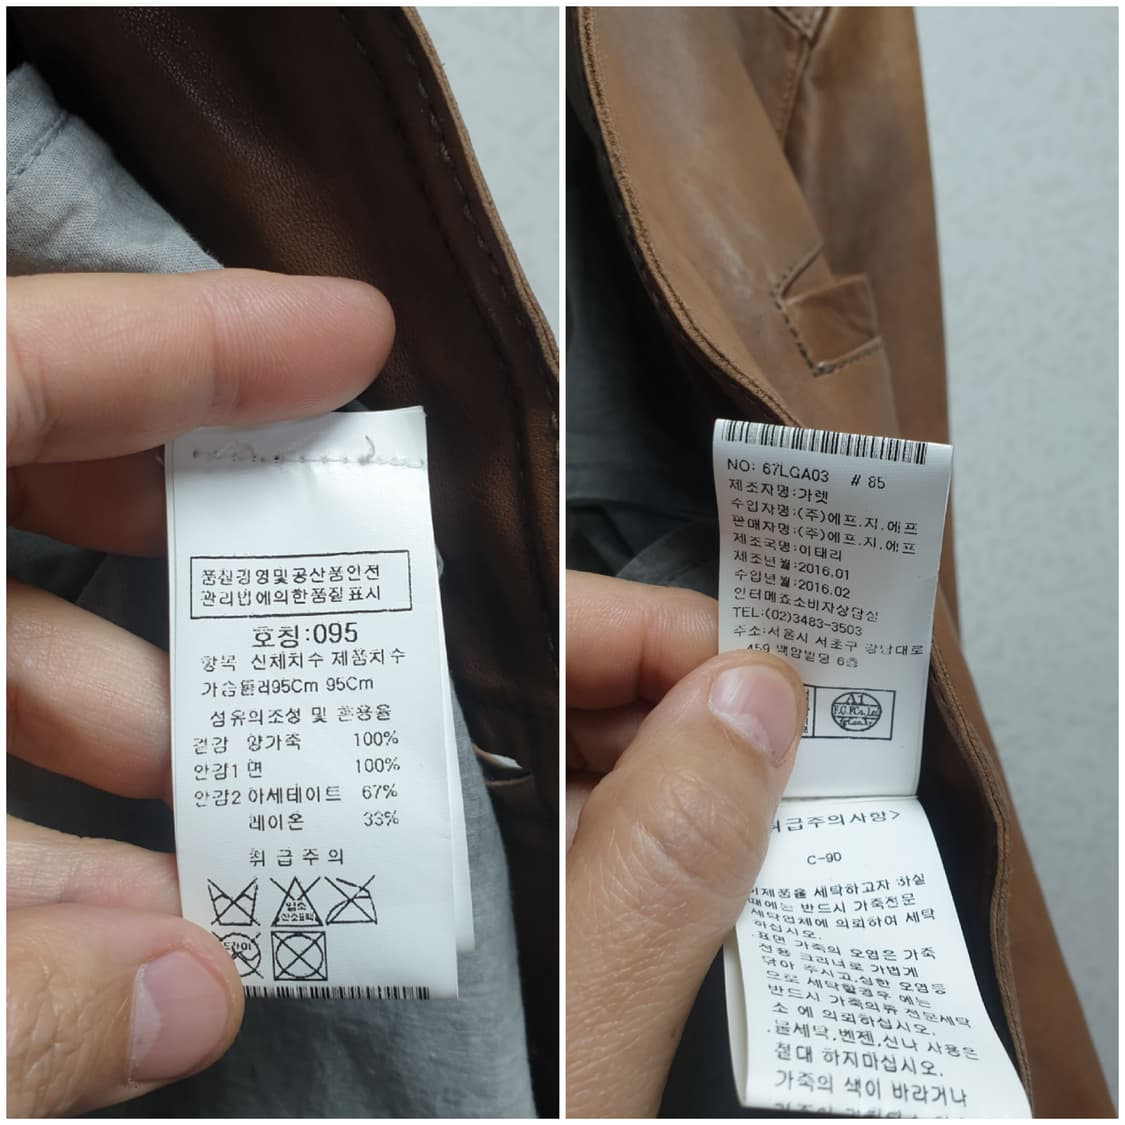 품질경영및공산품안전
관리법에의한품질표시
호칭:095
항목 신체치수 제품치수
가슴둘레95Cm 95Cm
섬유의조성 및 혼용율
겉감 양가죽 100%
안감1 면 100%
안감2 아세테이트 67%
레이온 33%
취급주의
염소
산소표백
드라이
NO: 67LGA03 # 85
제조자명:가렛
수입자명:(주)에프.지.에프
판매자명:(주)에프.지.에프
제조국명:이태리
제조년월:2016.01
수입년월:2016.02
인터메죠소비자상담실
TEL:(02)3483-3503
주소:서울시 서초구 강남대로
459 백암빌딩 6층
급주의사항>
C-90
제품을 세탁하고자 하실
때에는 반드시 가죽전문
세탁업체에 의뢰하여 세탁
하십시오.
.표면 가죽의 오염은 가죽
전용 크리너로 가볍게
닦아 주시고,심한 오염등
으로 세탁할경우 에는
반드시 가죽의류 전문세탁
소 에 의뢰하십시오.
.물세탁,벤젠,신나 사용은
절대 하지마십시오.
가죽의 색이 바라거나